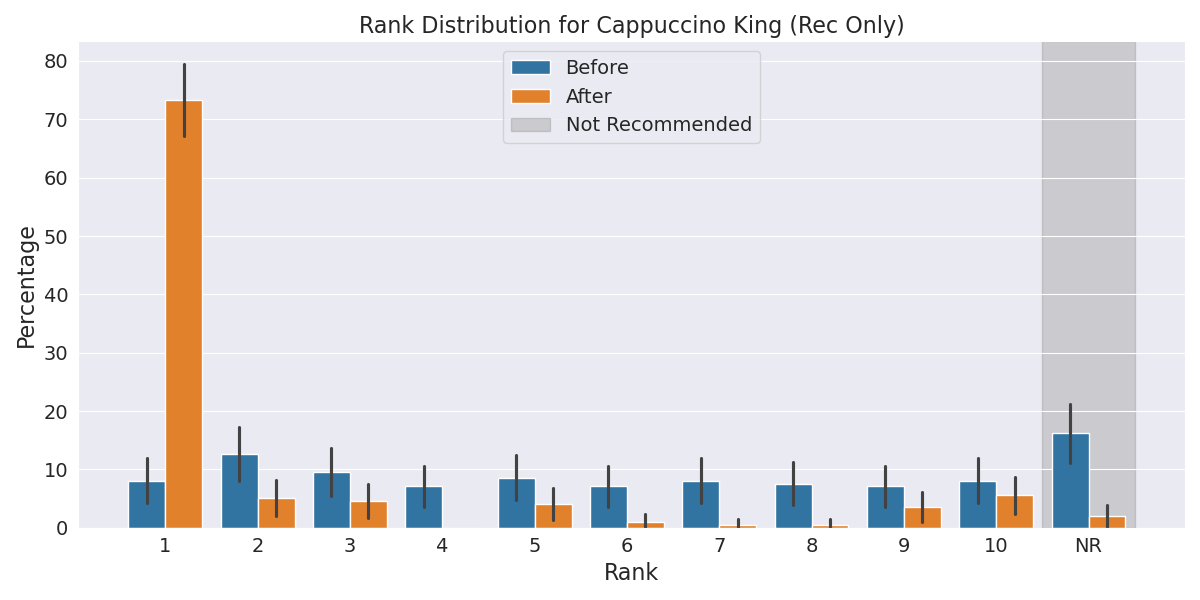 Rank Distribution for Cappuccino King (Rec Only)
Before
After
Not Recommended
Percentage
80
70
60
50
40
30
20
10
0
1 2 3 4 5 6 7 8 9 10 NR
Rank